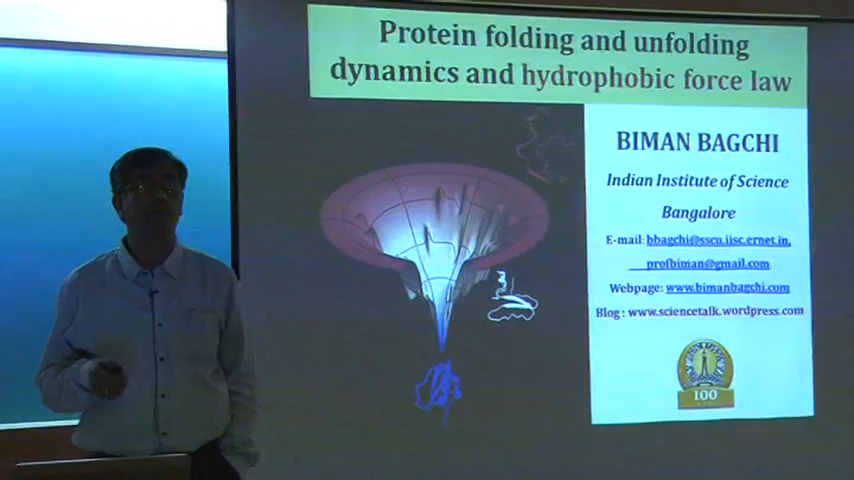 Protein folding and unfolding
dynamics and hydrophobic force law
BIMAN BAGCHI
Indian Institute of Science
Bangalore
E-mail: bbagchi@sscu.iisc.ernet.in,
profbiman@gmail.com
Webpage: www.bimanbagchi.com
Blog : www.sciencetalk.wordpress.com
100